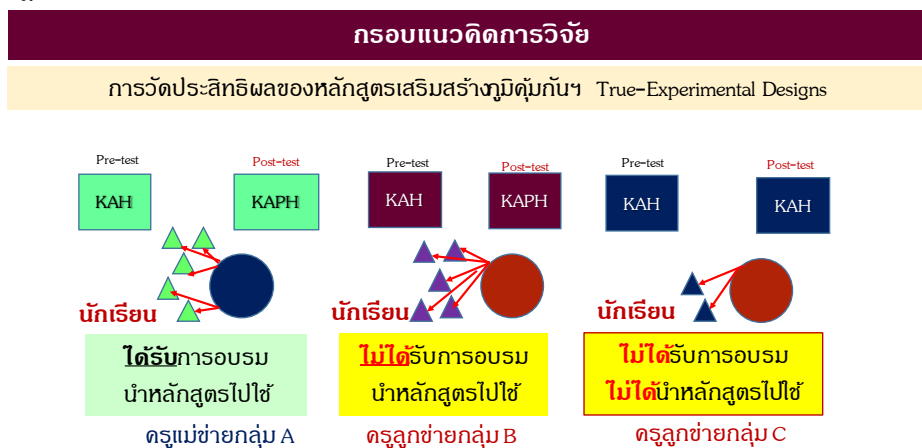 กรอบแนวคิดการวิจัย
การวัดประสิทธิผลของหลักสูตรเสริมสร้างภูมิคุ้มกันฯ True-Experimental Designs
Pre-test Post-test
KAH KAPH
นักเรียน
ได้รับการอบรม
นำหลักสูตรไปใช้
ครูแม่ข่ายกลุ่ม A
Pre-test Post-test
KAH KAPH
นักเรียน
ไม่ได้รับการอบรม
นำหลักสูตรไปใช้
ครูลูกข่ายกลุ่ม B
Pre-test Post-test
KAH KAH
นักเรียน
ไม่ได้รับการอบรม
ไม่ได้นำหลักสูตรไปใช้
ครูลูกข่ายกลุ่ม C